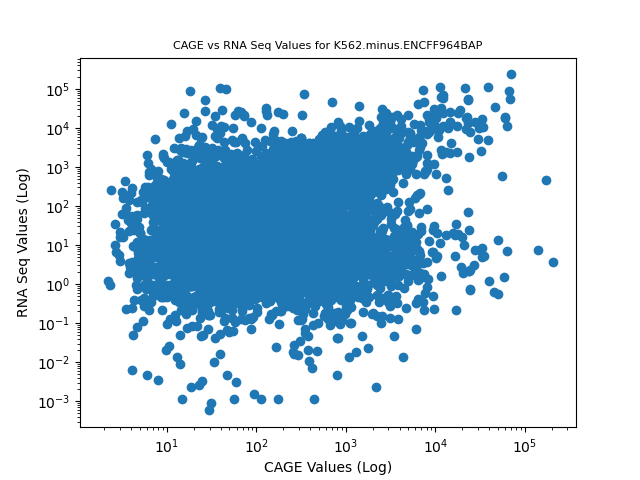 CAGE vs RNA Seq Values for K562.minus.ENCFF964BAP
RNA Seq Values (Log)
10^5
10^4
10^3
10^2
10^1
10^0
10^-1
10^-2
10^-3
10^1 10^2 10^3 10^4 10^5
CAGE Values (Log)